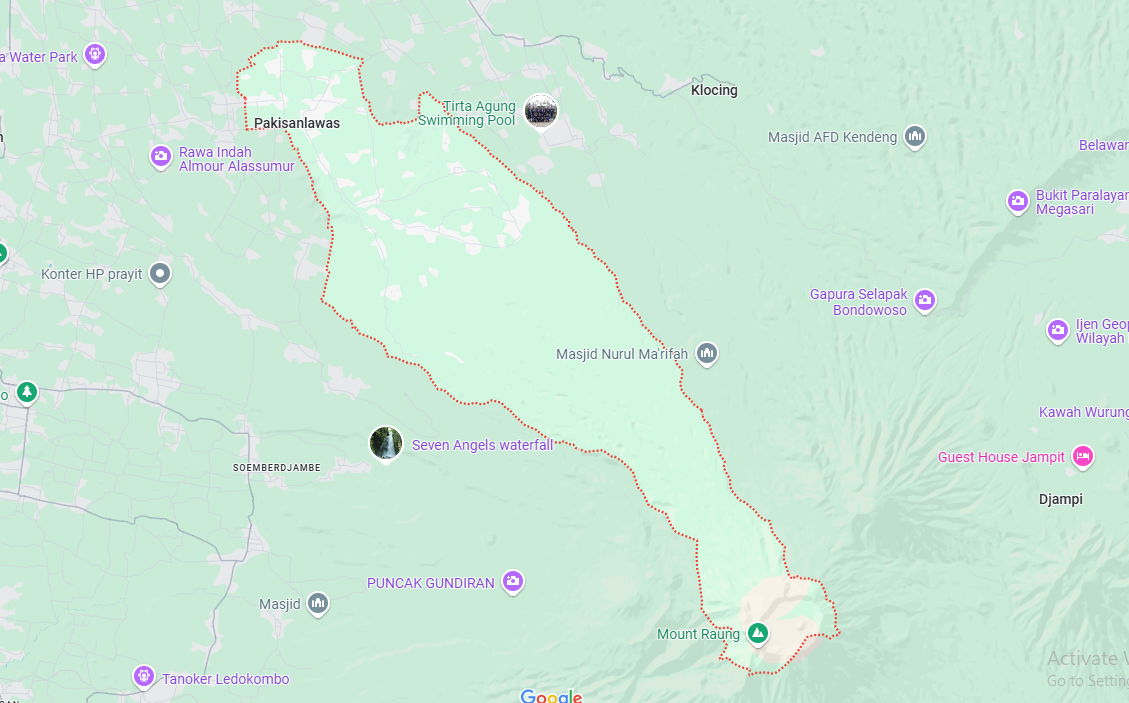 a Water Park
Klocing
Tirta Agung
Swimming Pool
Pakisanlawas
Masjid AFD Kendeng
Belawan
Rawa Indah
Almour Alassumur
Bukit Paralayan
Megasari
Konter HP prayit
Gapura Selapak
Bondowoso
Ijen Geop
Wilayah
Masjid Nurul Ma'rifah
o
Kawah Wurung
Seven Angels waterfall
Guest House Jampit
SOEMBERDJAMBE
Djampi
PUNCAK GUNDIRAN
Masjid
Mount Raung
Activate W
Go to Setting
Tanoker Ledokombo
Google